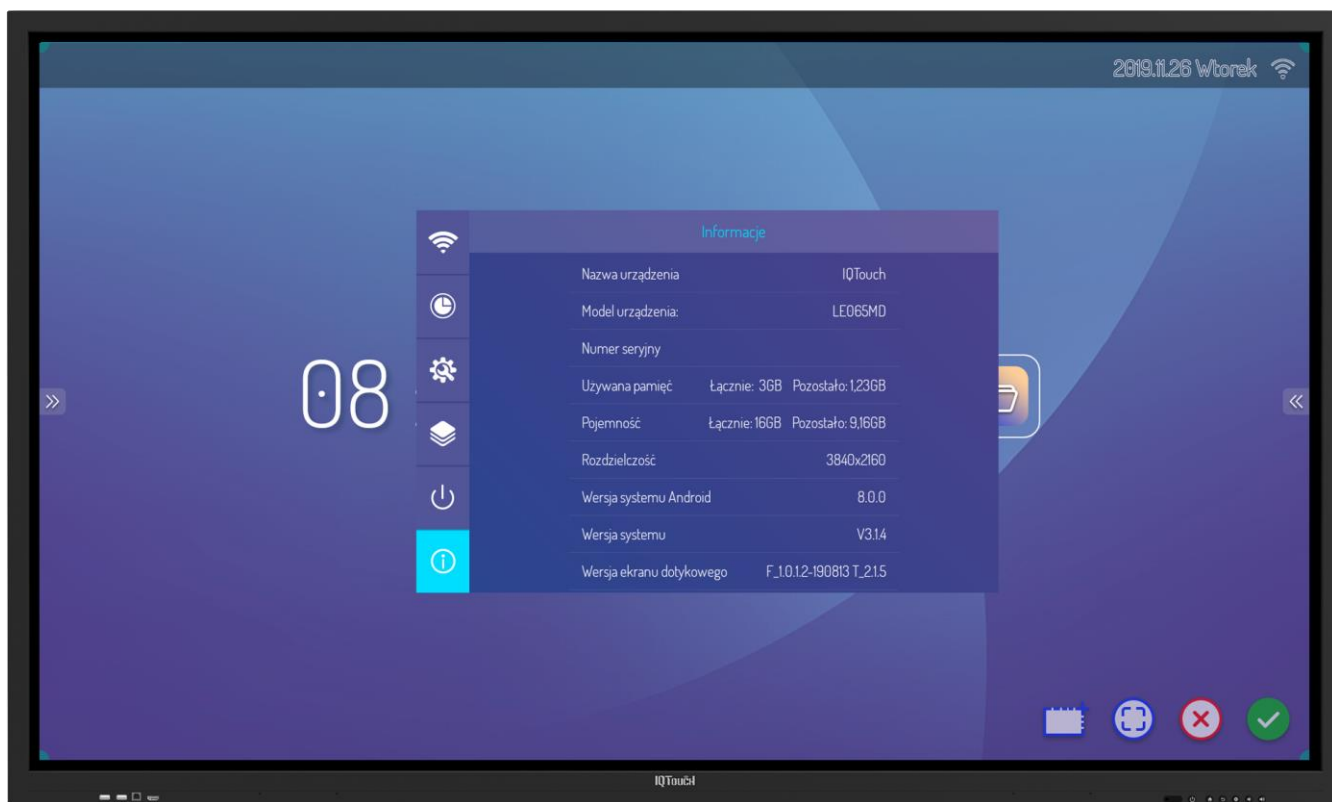 2019.11.26 Wtorek
08
Informacje
Nazwa urządzenia IQTouch
Model urządzenia: LE065MD
Numer seryjny
Używana pamięć Łącznie: 3GB Pozostało: 1,23GB
Pojemność Łącznie: 16GB Pozostało: 9,16GB
Rozdzielczość 3840x2160
Wersja systemu Android 8.0.0
Wersja systemu V3.1.4
Wersja ekranu dotykowego F_1.0.1.2-190813 T_2.1.5
IQTouch